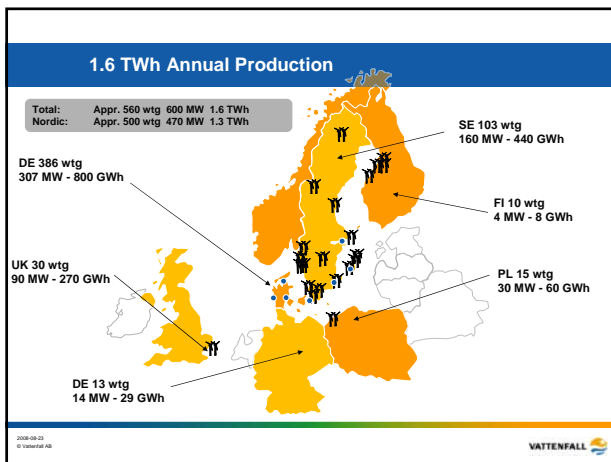 1.6 TWh Annual Production
Total: Appr. 560 wtg 600 MW 1.6 TWh
Nordic: Appr. 500 wtg 470 MW 1.3 TWh
SE 103 wtg
160 MW - 440 GWh
DE 386 wtg
307 MW - 800 GWh
FI 10 wtg
4 MW - 8 GWh
UK 30 wtg
90 MW - 270 GWh
PL 15 wtg
30 MW - 60 GWh
DE 13 wtg
14 MW - 29 GWh
© Vattenfall AB
VATTENFALL